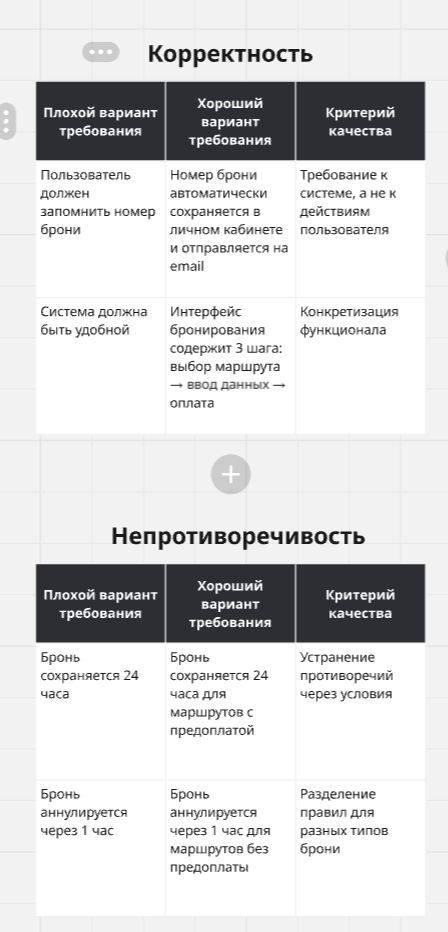 Корректность
Плохой вариант
требования
Хороший
вариант
требования
Критерий
качества
Пользователь
должен
запомнить номер
брони
Номер брони
автоматически
сохраняется в
личном кабинете
и отправляется на
email
Требование к
системе, а не к
действиям
пользователя
Система должна
быть удобной
Интерфейс
бронирования
содержит 3 шага:
выбор маршрута
→ ввод данных →
оплата
Конкретизация
функционала
Непротиворечивость
Плохой вариант
требования
Хороший
вариант
требования
Критерий
качества
Бронь
сохраняется 24
часа
Бронь
сохраняется 24
часа для
маршрутов с
предоплатой
Устранение
противоречий
через условия
Бронь
аннулируется
через 1 час
Бронь
аннулируется
через 1 час для
маршрутов без
предоплаты
Разделение
правил для
разных типов
брони